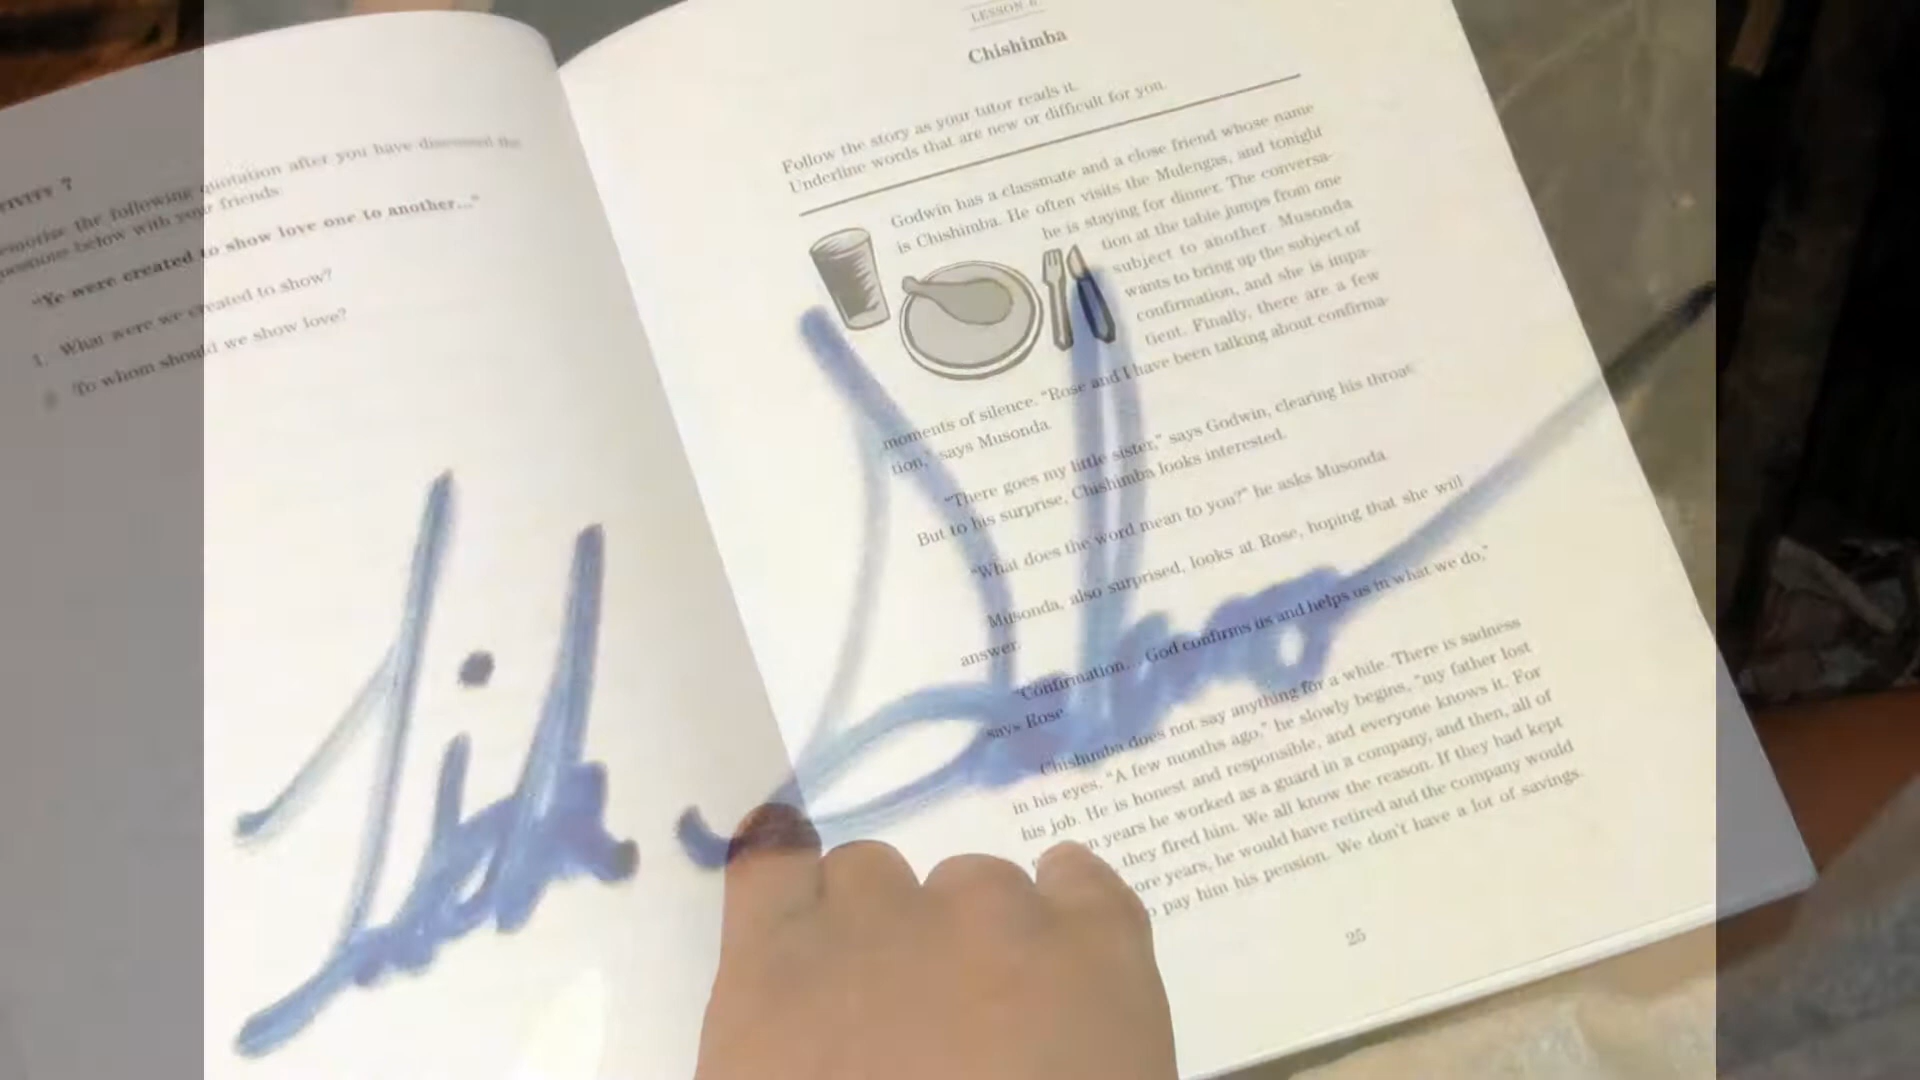 ACTIVITY 7
the following quotation after you have discussed the
questions below with your friends:
"Ye were created to show love one to another..."
1. What were we created to show?
2. To whom should we show love?
LESSON 6
Chishimba
Follow the story as your tutor reads it.
Underline words that are new or difficult for you.
Godwin has a classmate and a close friend whose name
is Chishimba. He often visits the Mulengas, and tonight
he is staying for dinner. The conversa-
tion at the table jumps from one
subject to another. Musonda
wants to bring up the subject of
confirmation, and she is impa-
tient. Finally, there are a few
moments of silence. "Rose and I have been talking about confirma-
tion," says Musonda.
"There goes my little sister," says Godwin, clearing his throat.
But to his surprise, Chishimba looks interested.
"What does the word mean to you?" he asks Musonda.
Musonda, also surprised, looks at Rose, hoping that she will
answer.
"Confirmation... God confirms us and helps us in what we do,"
says Rose.
Chishimba does not say anything for a while. There is sadness
in his eyes. "A few months ago," he slowly begins, "my father lost
his job. He is honest and responsible, and everyone knows it. For
years he worked as a guard in a company, and then, all of
they fired him. We all know the reason. If they had kept
years, he would have retired and the company would
pay him his pension. We don't have a lot of savings.
25